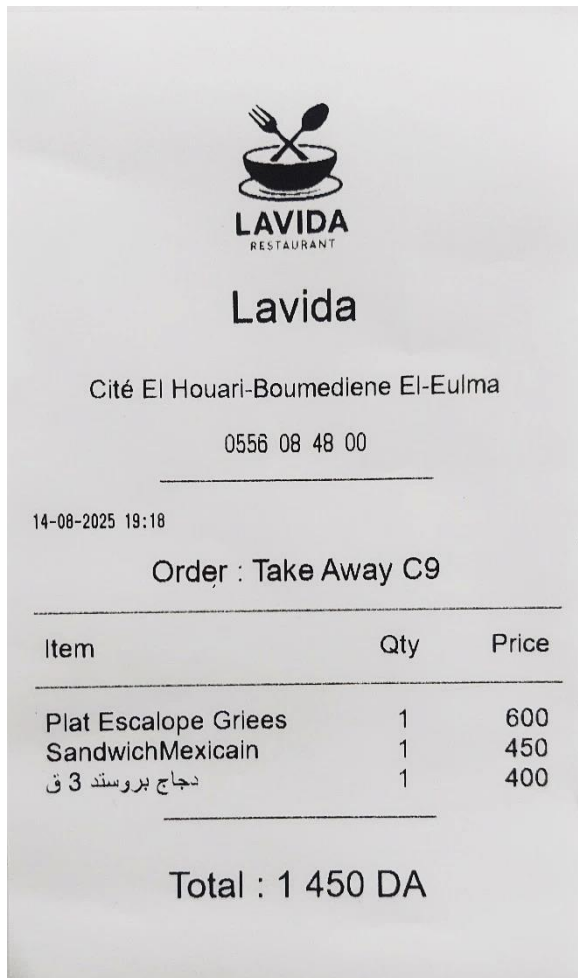 LAVIDA
RESTAURANT
Lavida
Cité El Houari-Boumediene El-Eulma
0556 08 48 00
14-08-2025 19:18
Order : Take Away C9
Item Qty Price
Plat Escalope Griees 1 600
SandwichMexicain 1 450
دجاج بروستد 3 ق 1 400
Total : 1 450 DA